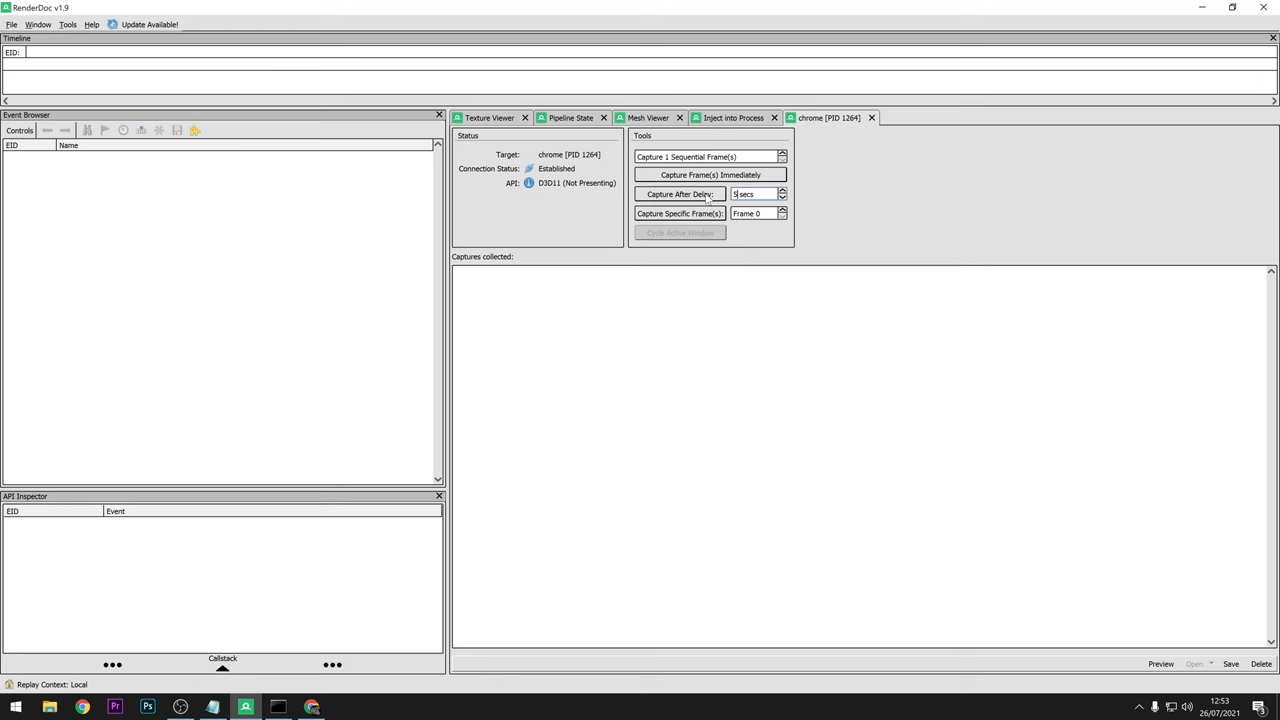 RenderDoc v1.9
File Window Tools Help Update Available!
Timeline
EID:
Event Browser
Controls
EID Name
Texture Viewer Pipeline State Mesh Viewer Inject into Process chrome [PID 1264]
Status
Target: chrome [PID 1264]
Connection Status: Established
API: D3D11 (Not Presenting)
Tools
Capture 1 Sequential Frame(s)
Capture Frame(s) Immediately
Capture After Delay: 5 secs
Capture Specific Frame(s): Frame 0
Cycle Active Window
Captures collected:
API Inspector
EID Event
Callstack
Preview Open Save Delete
Replay Context: Local
Pr Ps
12:53
26/07/2021
3